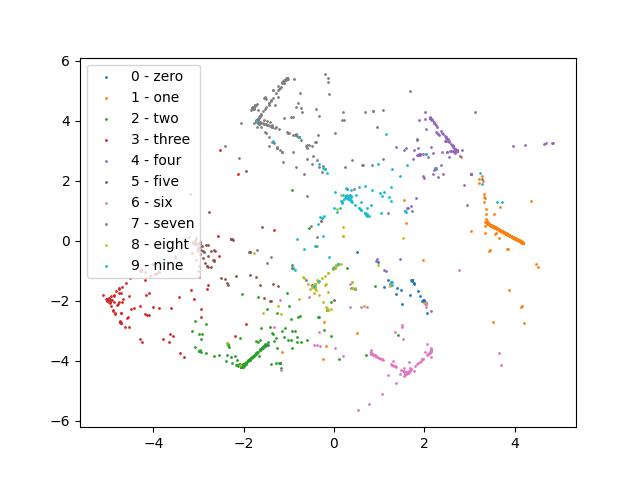 6
4
2
0
−2
−4
−6
0 - zero
1 - one
2 - two
3 - three
4 - four
5 - five
6 - six
7 - seven
8 - eight
9 - nine
−4 −2 0 2 4